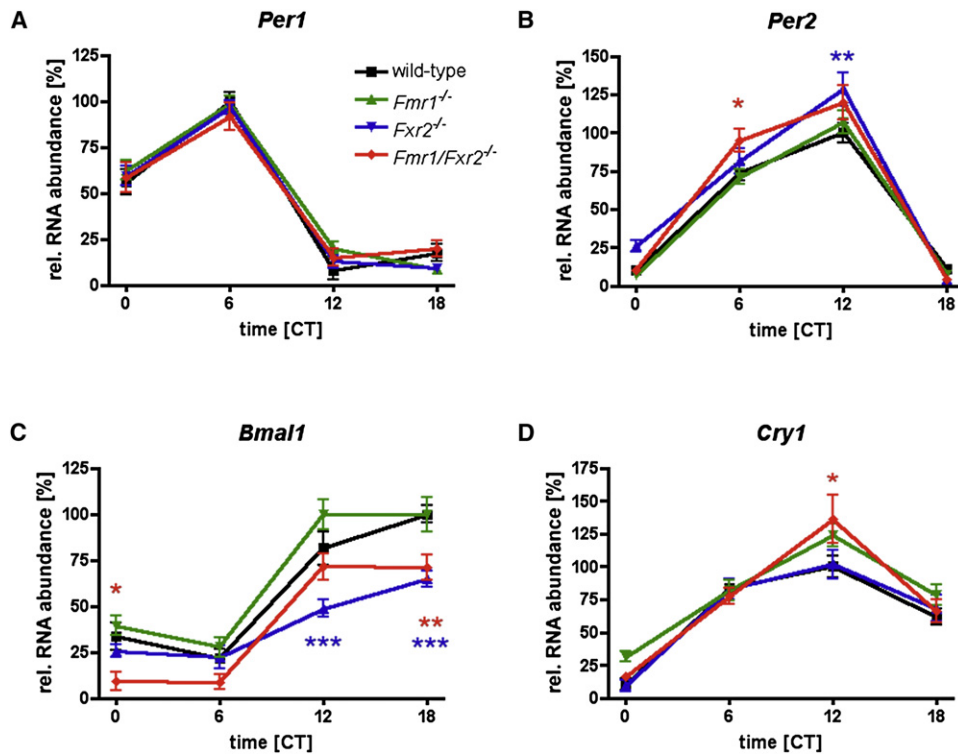 A
Per1
rel. RNA abundance [%]
125
100
75
50
25
0
0 6 12 18
time [CT]
wild-type
Fmr1-/-
Fxr2-/-
Fmr1/Fxr2-/-
B
Per2
rel. RNA abundance [%]
150
125
100
75
50
25
0
*
**
0 6 12 18
time [CT]
C
Bmal1
rel. RNA abundance [%]
125
100
75
50
25
0
*
***
**
***
0 6 12 18
time [CT]
D
Cry1
rel. RNA abundance [%]
175
150
125
100
75
50
25
0
*
0 6 12 18
time [CT]